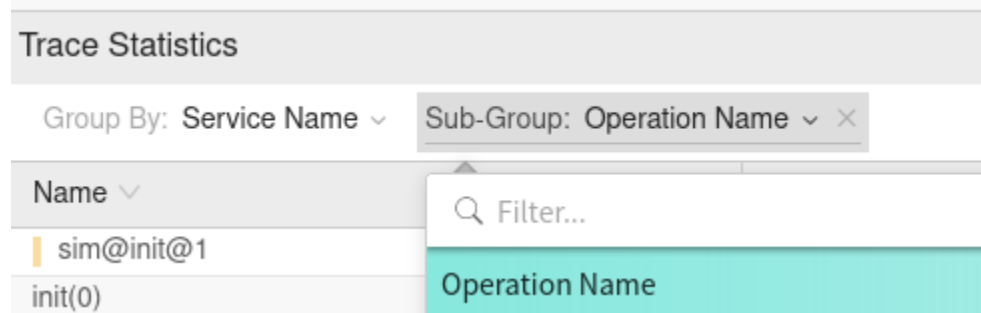 Trace Statistics
Group By: Service Name Sub-Group: Operation Name
Name
Filter...
sim@init@1
Operation Name
init(0)